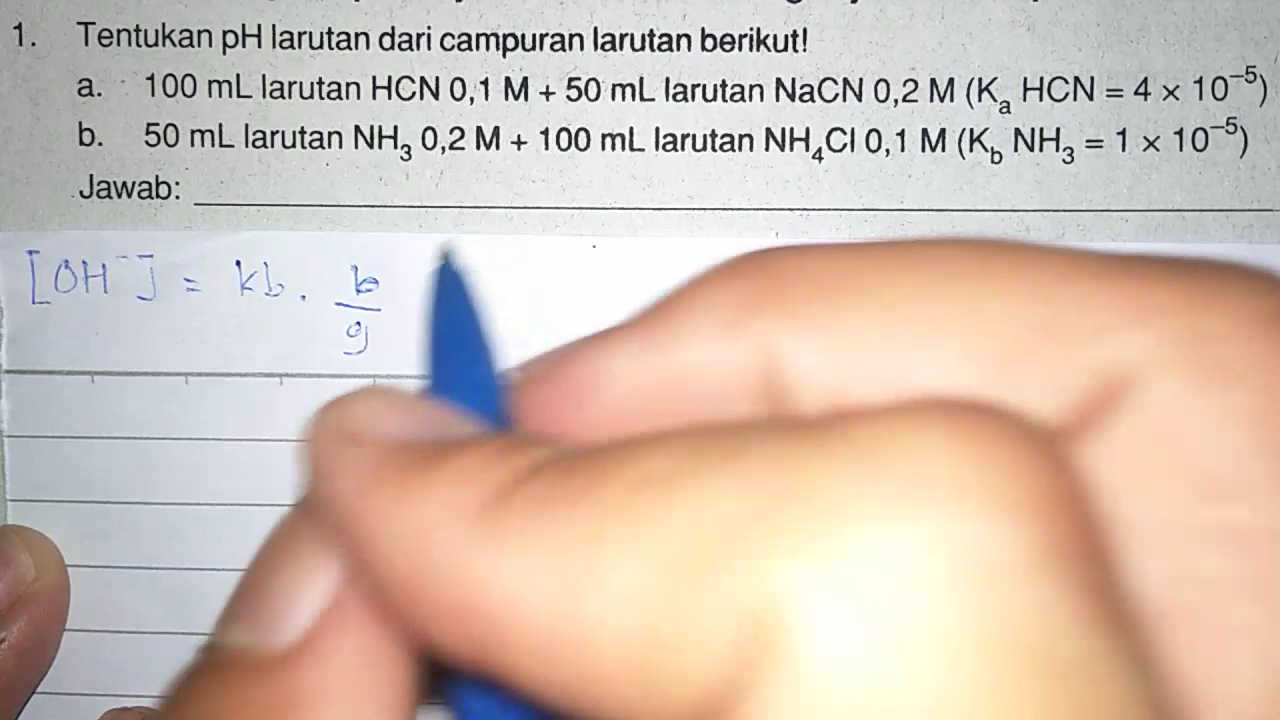 1. Tentukan pH larutan dari campuran larutan berikut!
a. 100 mL larutan HCN 0,1 M + 50 mL larutan NaCN 0,2 M (Kₐ HCN = 4 × 10⁻⁵)
b. 50 mL larutan NH₃ 0,2 M + 100 mL larutan NH₄Cl 0,1 M (K_b NH₃ = 1 × 10⁻⁵)
Jawab:
[OH⁻] = kb . b/g